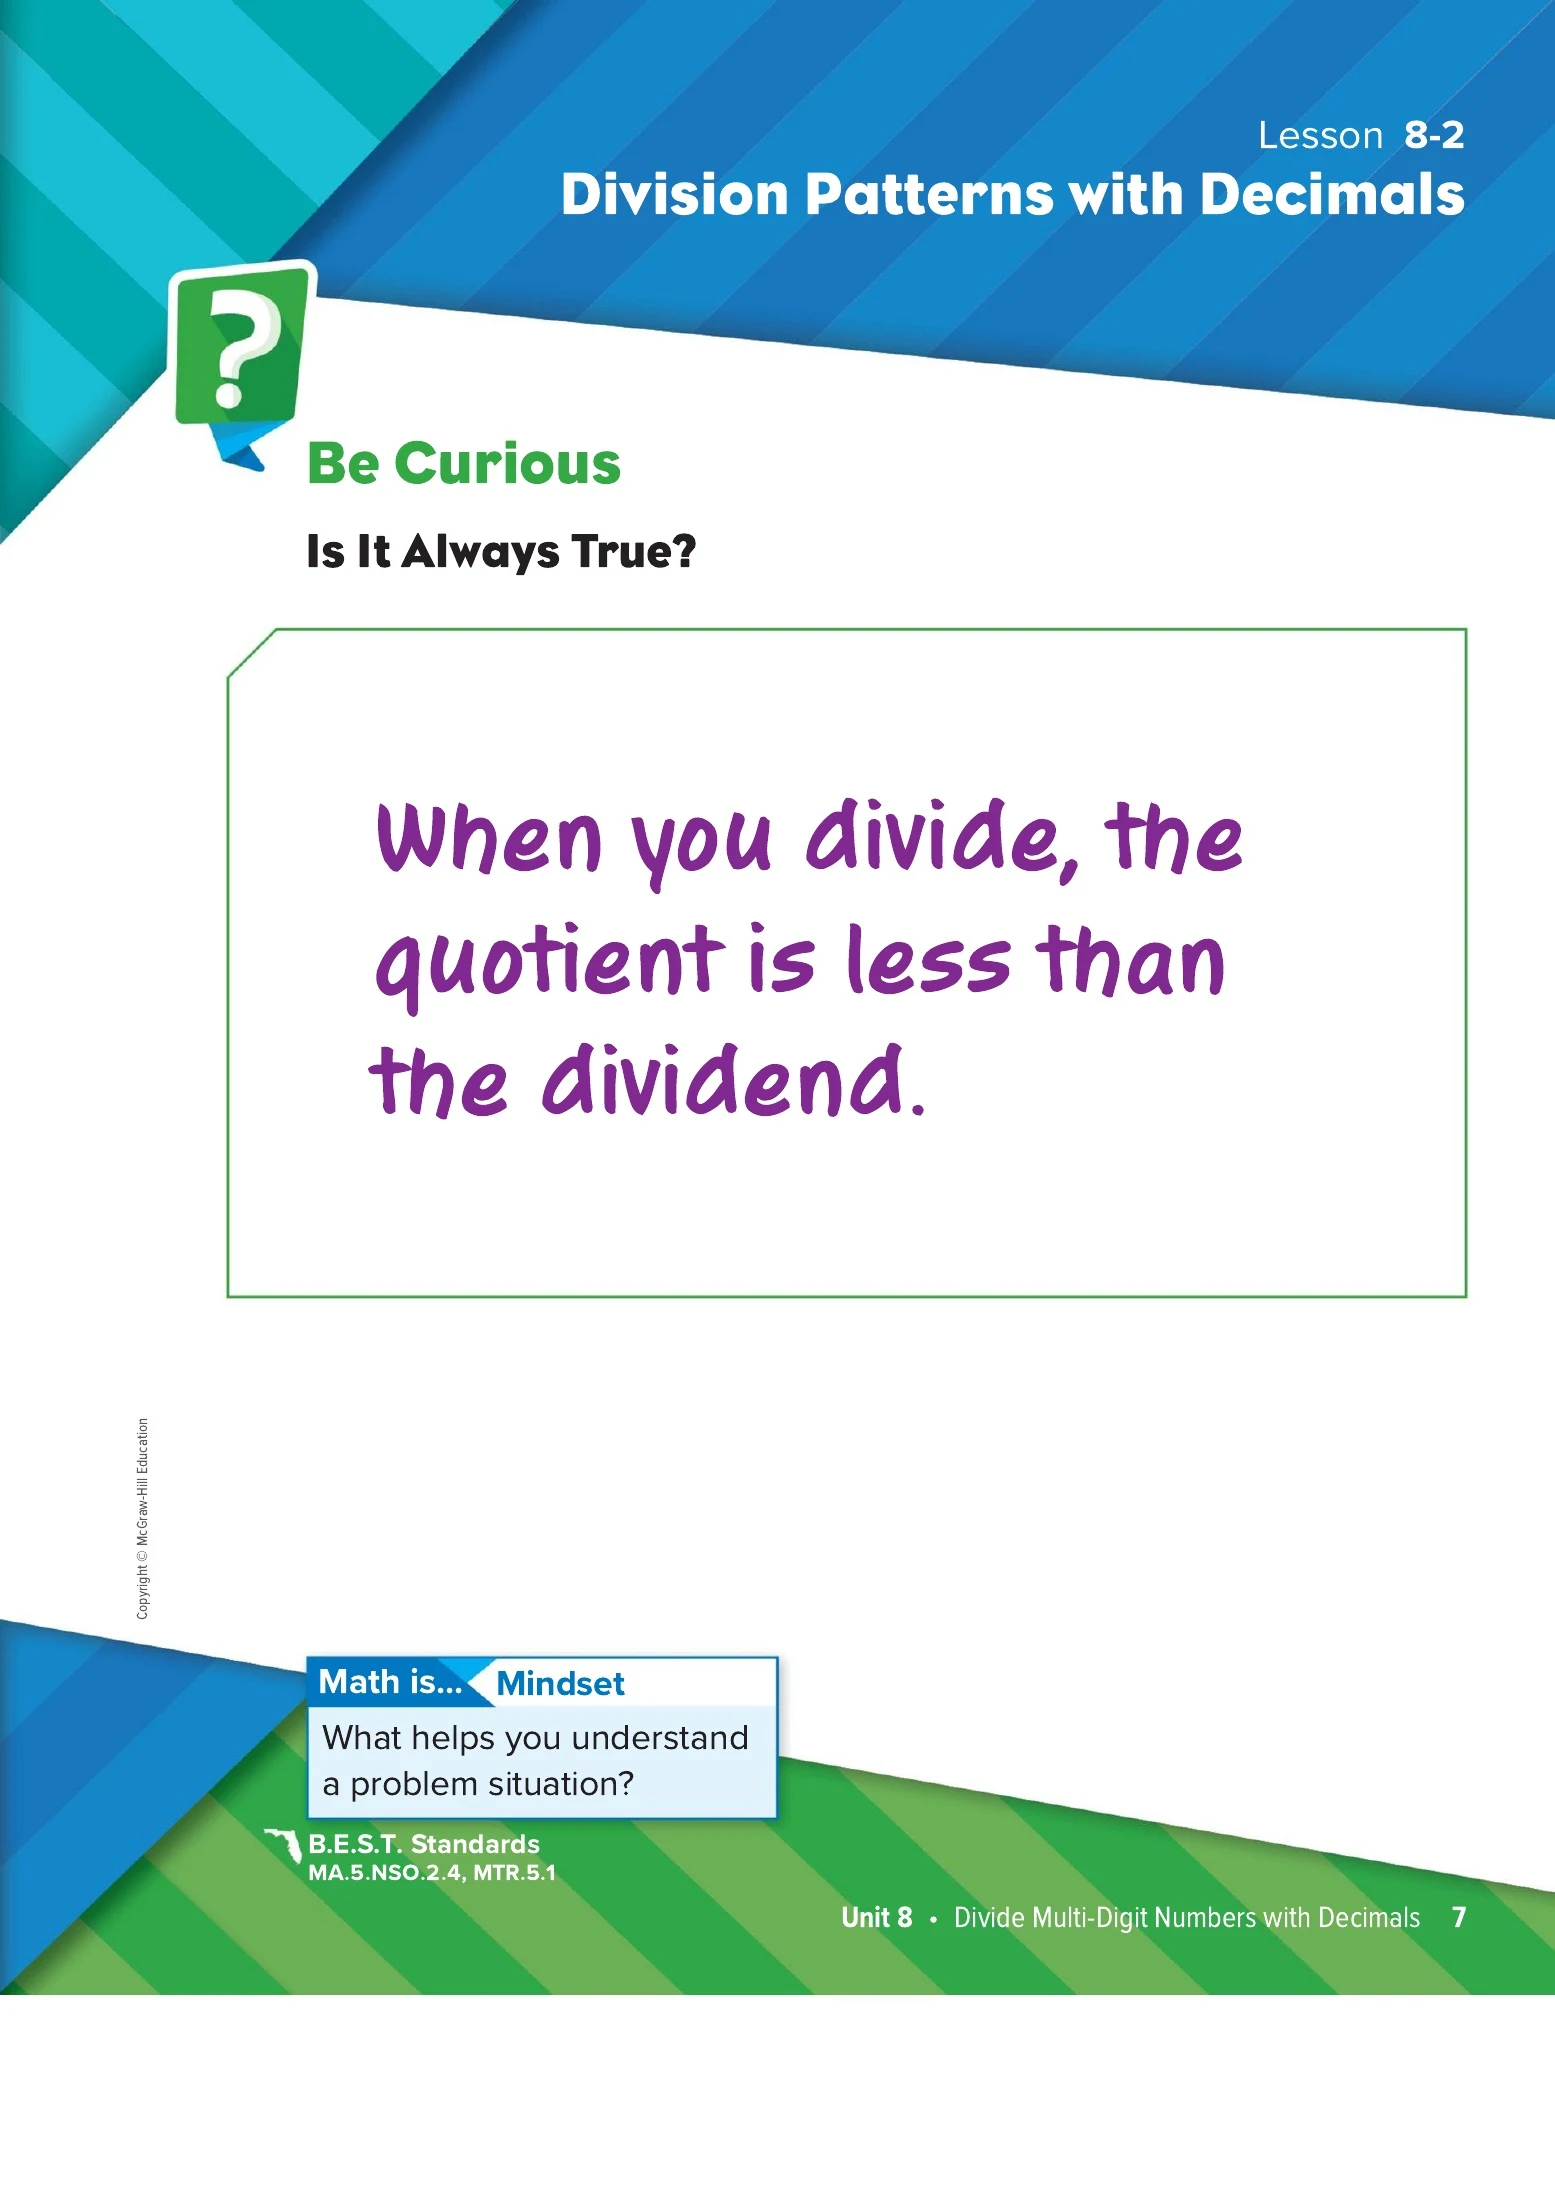 Lesson 8-2
Division Patterns with Decimals
?
Be Curious
Is It Always True?
When you divide, the
quotient is less than
the dividend.
Copyright © McGraw-Hill Education
Math is... Mindset
What helps you understand
a problem situation?
B.E.S.T. Standards
MA.5.NSO.2.4, MTR.5.1
Unit 8 • Divide Multi-Digit Numbers with Decimals 7